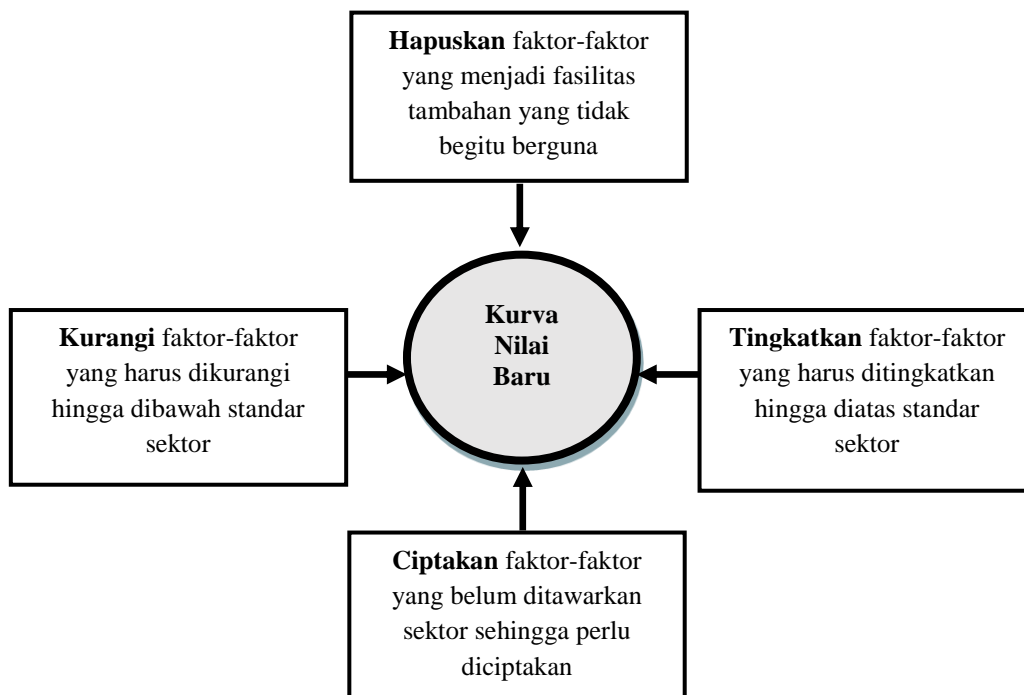 Hapuskan faktor-faktor
yang menjadi fasilitas
tambahan yang tidak
begitu berguna
Kurva
Nilai
Baru
Kurangi faktor-faktor
yang harus dikurangi
hingga dibawah standar
sektor
Tingkatkan faktor-faktor
yang harus ditingkatkan
hingga diatas standar
sektor
Ciptakan faktor-faktor
yang belum ditawarkan
sektor sehingga perlu
diciptakan